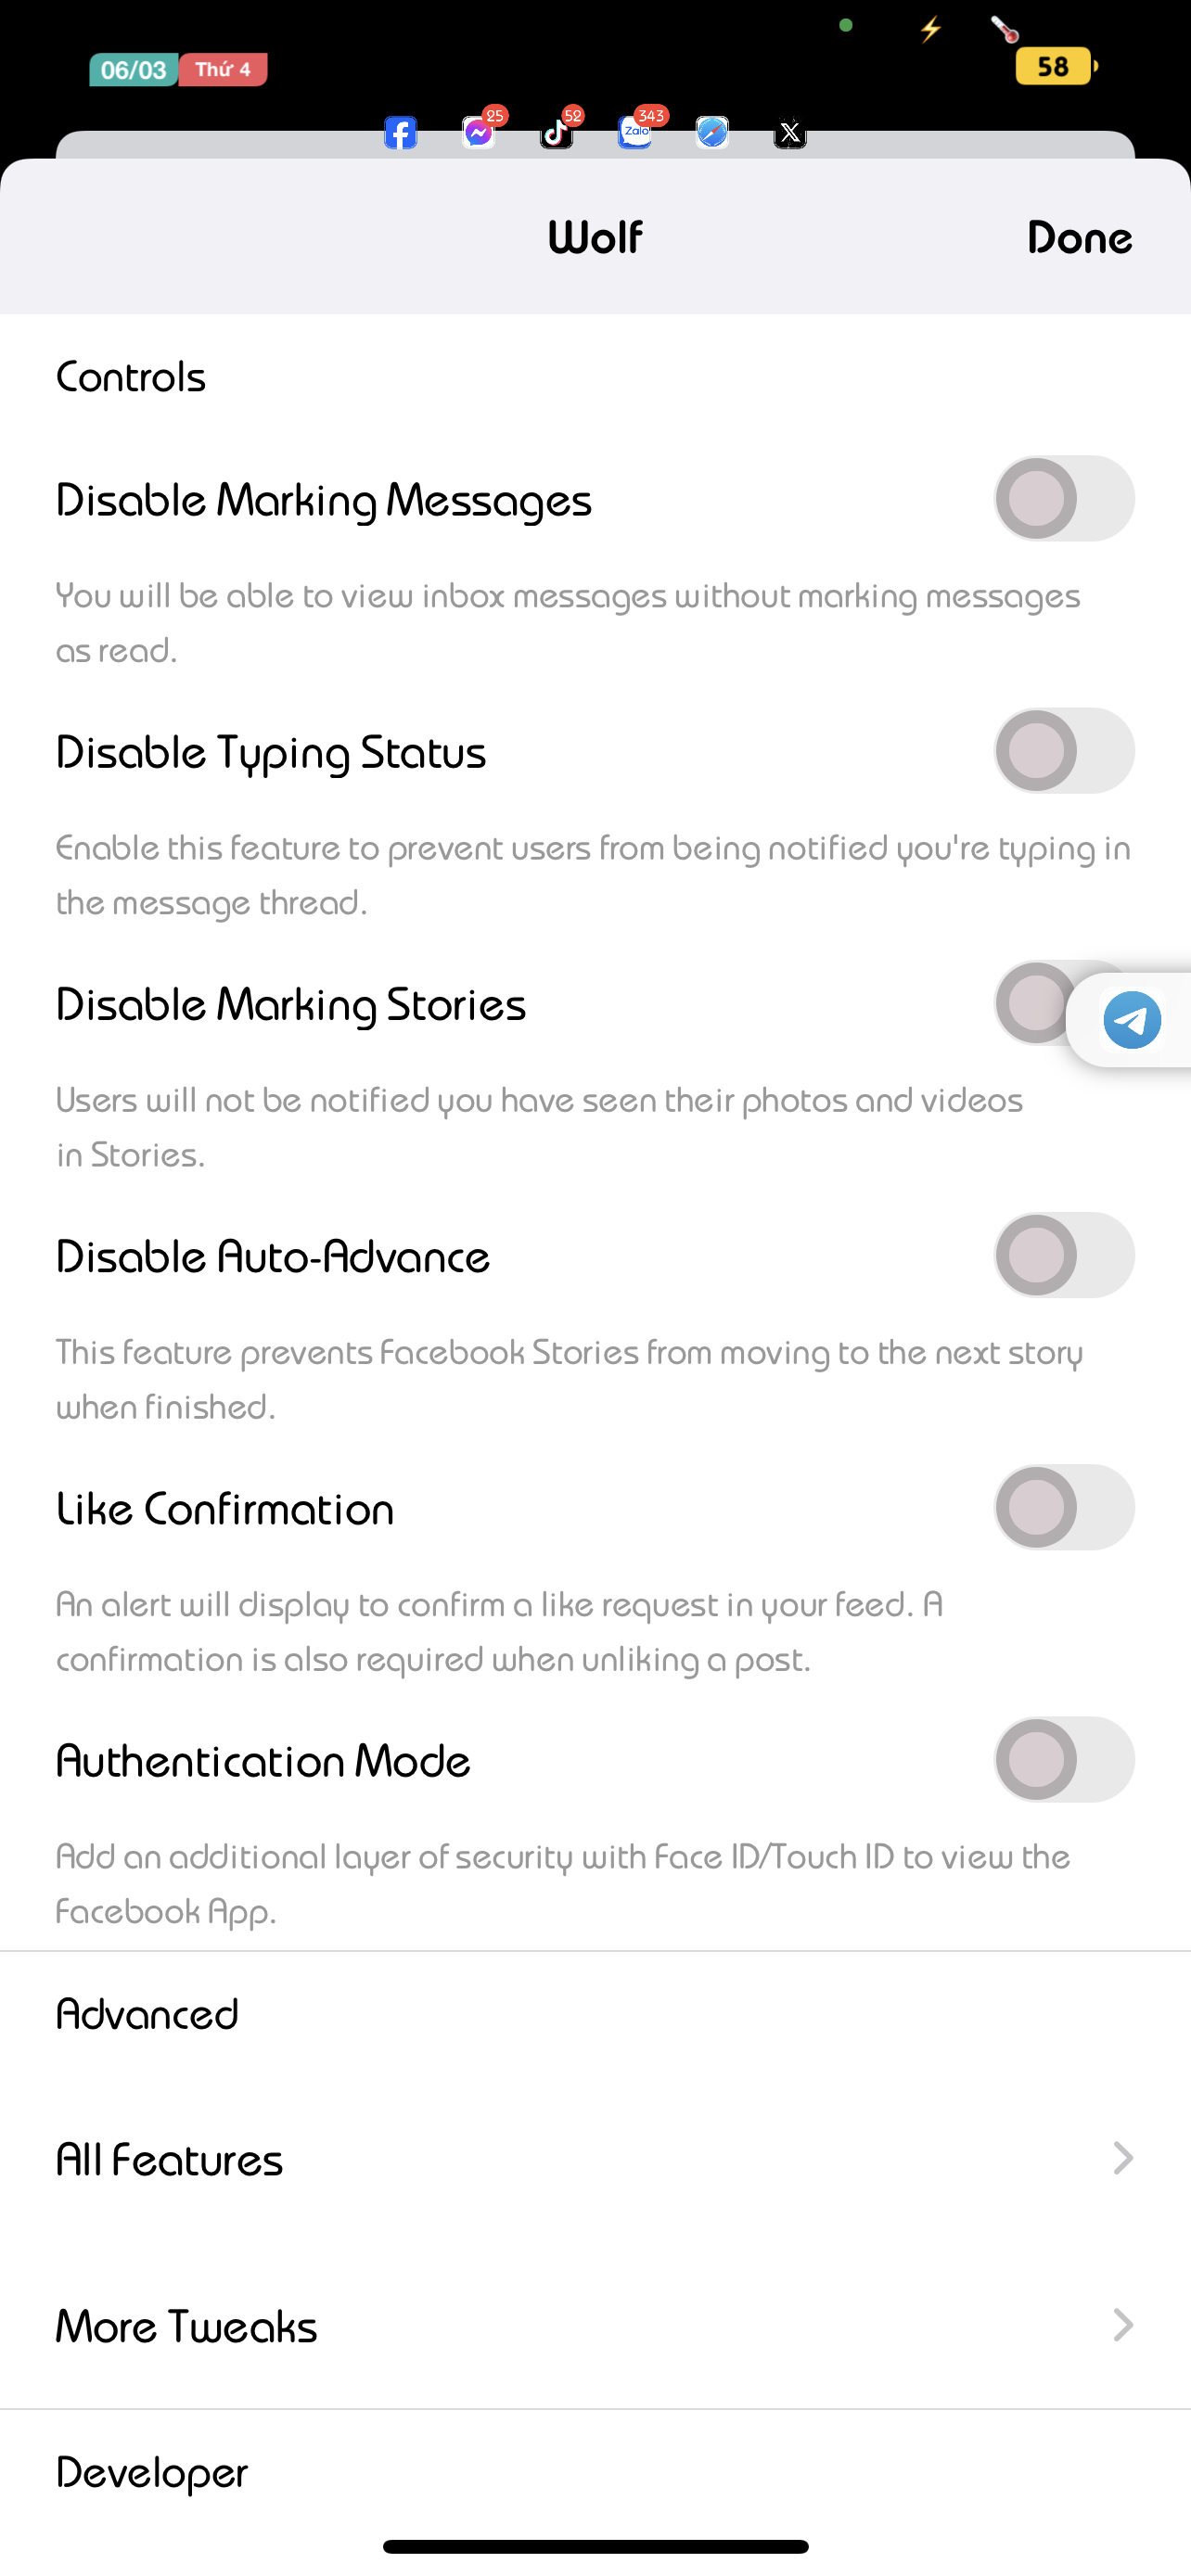 06/03 Thứ 4
58
25 52 Zalo 343
Wolf Done
Controls
Disable Marking Messages
You will be able to view inbox messages without marking messages
as read.
Disable Typing Status
Enable this feature to prevent users from being notified you're typing in
the message thread.
Disable Marking Stories
Users will not be notified you have seen their photos and videos
in Stories.
Disable Auto-Advance
This feature prevents Facebook Stories from moving to the next story
when finished.
Like Confirmation
An alert will display to confirm a like request in your feed. A
confirmation is also required when unliking a post.
Authentication Mode
Add an additional layer of security with Face ID/Touch ID to view the
Facebook App.
Advanced
All Features
More Tweaks
Developer